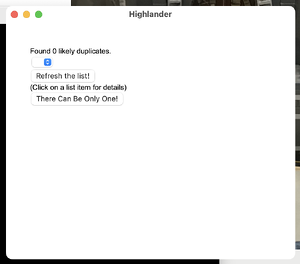 Highlander
Found 0 likely duplicates.
Refresh the list!
(Click on a list item for details)
There Can Be Only One!